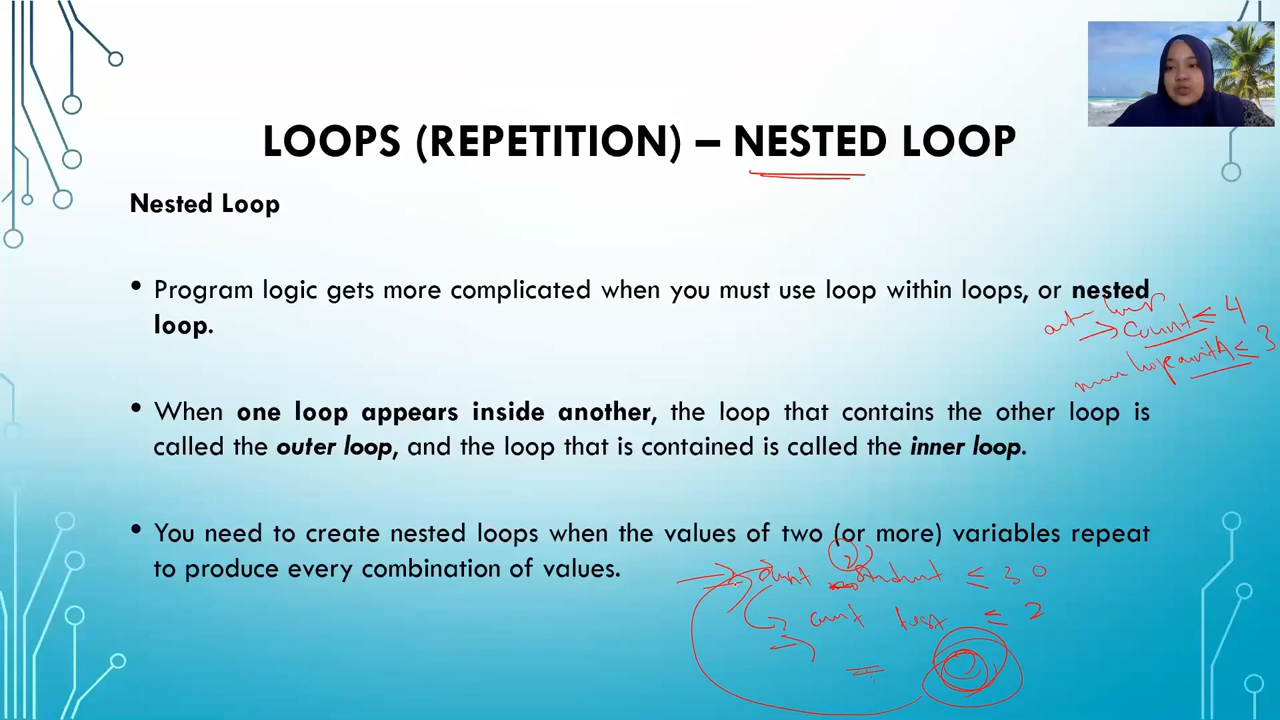 LOOPS (REPETITION) – NESTED LOOP
Nested Loop
• Program logic gets more complicated when you must use loop within loops, or nested
loop.
outer loop
→ Count ≤ 4
loop countA ≤ 3
• When one loop appears inside another, the loop that contains the other loop is
called the outer loop, and the loop that is contained is called the inner loop.
• You need to create nested loops when the values of two (or more) variables repeat
to produce every combination of values.
count student ≤ 30
count test ≤ 2